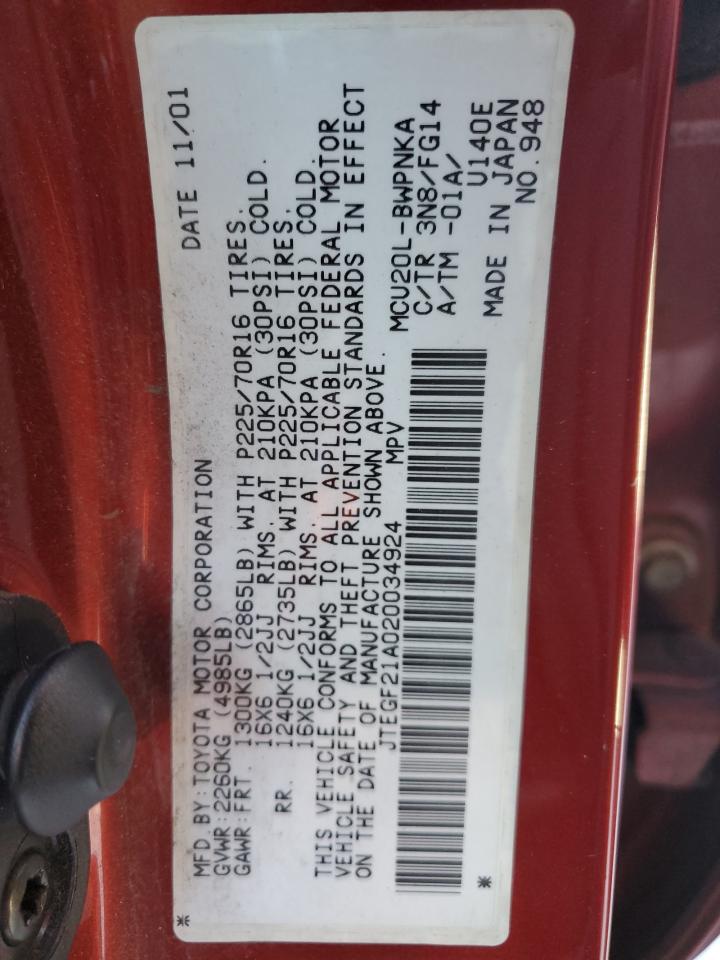 DATE 11/01
MFD.BY:TOYOTA MOTOR CORPORATION
GVWR:2260KG (4985LB)
GAWR:FRT. 1300KG (2865LB) WITH P225/70R16 TIRES.
16X6 1/2JJ RIMS. AT 210KPA (30PSI) COLD.
RR. 1240KG (2735LB) WITH P225/70R16 TIRES.
16X6 1/2JJ RIMS. AT 210KPA (30PSI) COLD.
THIS VEHICLE CONFORMS TO ALL APPLICABLE FEDERAL MOTOR
VEHICLE SAFETY AND THEFT PREVENTION STANDARDS IN EFFECT
ON THE DATE OF MANUFACTURE SHOWN ABOVE.
JTEGF21A020034924 MPV
MCU20L-BWPNKA
C/TR 3N8/FG14
A/TM -01A/
U140E
MADE IN JAPAN
NO.948